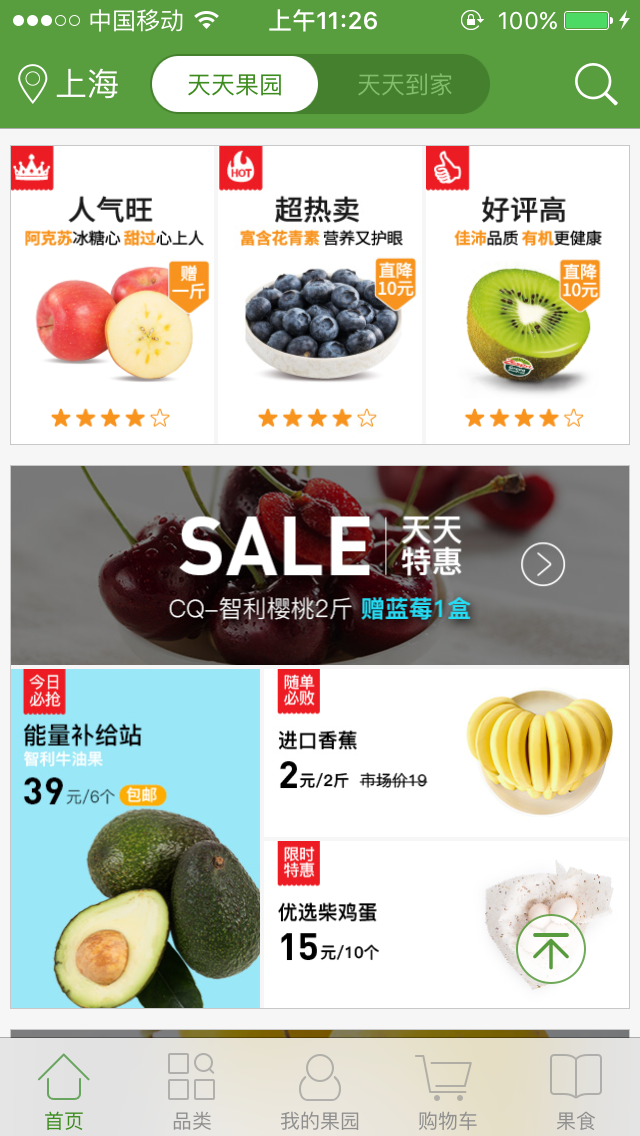 中国移动 上午11:26 100%
上海 天天果园 天天到家
HOT
人气旺 超热卖 好评高
阿克苏冰糖心 甜过心上人
富含花青素 营养又护眼
佳沛品质 有机更健康
赠
一斤
直降
10元
直降
10元
SALE 天天
特惠
CQ-智利樱桃2斤 赠蓝莓1盒
今日
必抢
能量补给站
智利牛油果
39元/6个 包邮
随单
必败
进口香蕉
2元/2斤 市场价19
限时
特惠
优选柴鸡蛋
15元/10个
首页 品类 我的果园 购物车 果食